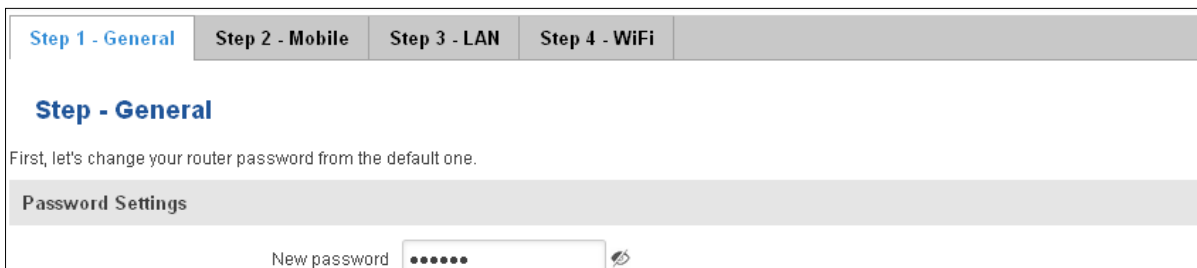 Step 1 - General Step 2 - Mobile Step 3 - LAN Step 4 - WiFi
Step - General
First, let's change your router password from the default one.
Password Settings
New password ••••••